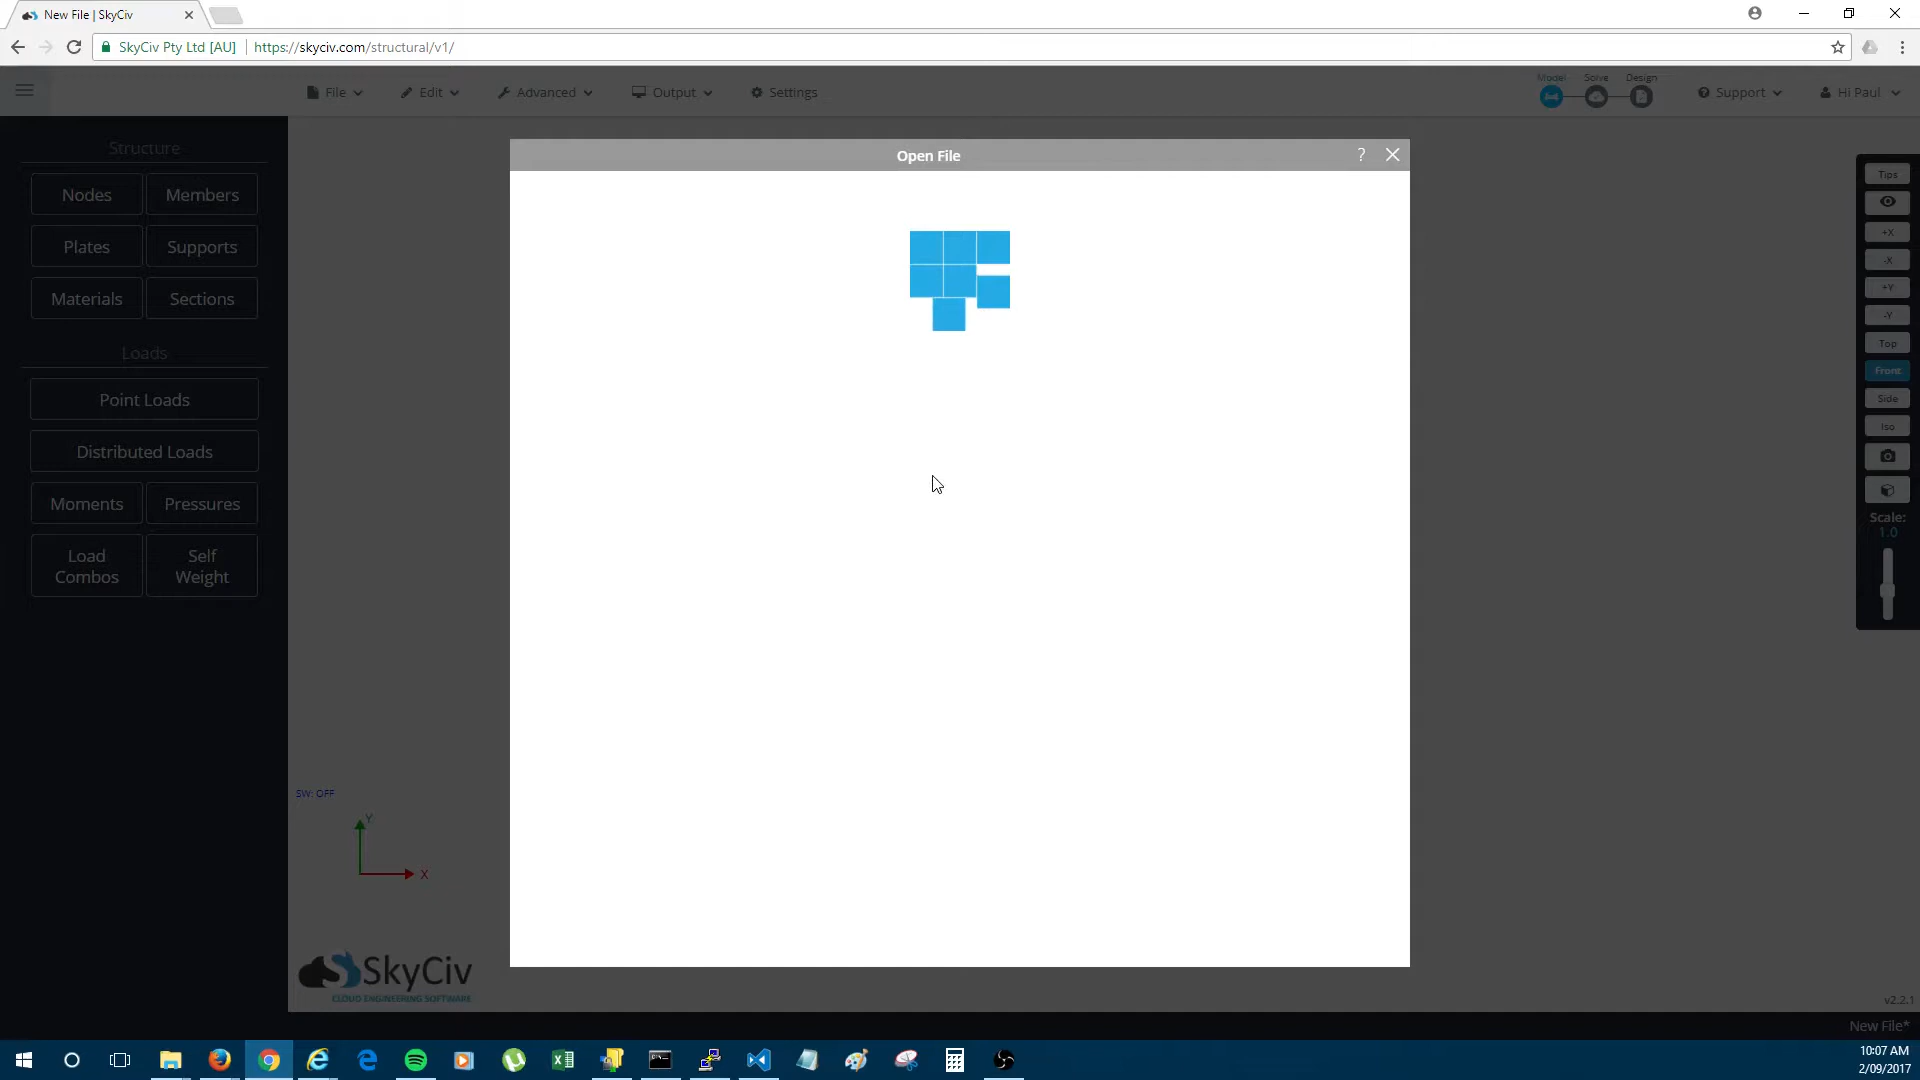 New File | SkyCiv
SkyCiv Pty Ltd [AU]
https://skyciv.com/structural/v1/
File
Edit
Advanced
Output
Settings
Model
Solve
Design
Support
Hi Paul
Open File
?
Structure
Nodes
Members
Plates
Supports
Materials
Sections
Loads
Point Loads
Distributed Loads
Moments
Pressures
Load
Combos
Self
Weight
Tips
+X
-X
+Y
-Y
Top
Front
Side
Iso
Scale:
1.0
SW: OFF
Y
X
SkyCiv
CLOUD ENGINEERING SOFTWARE
v2.2.1
New File*
10:07 AM
2/09/2017